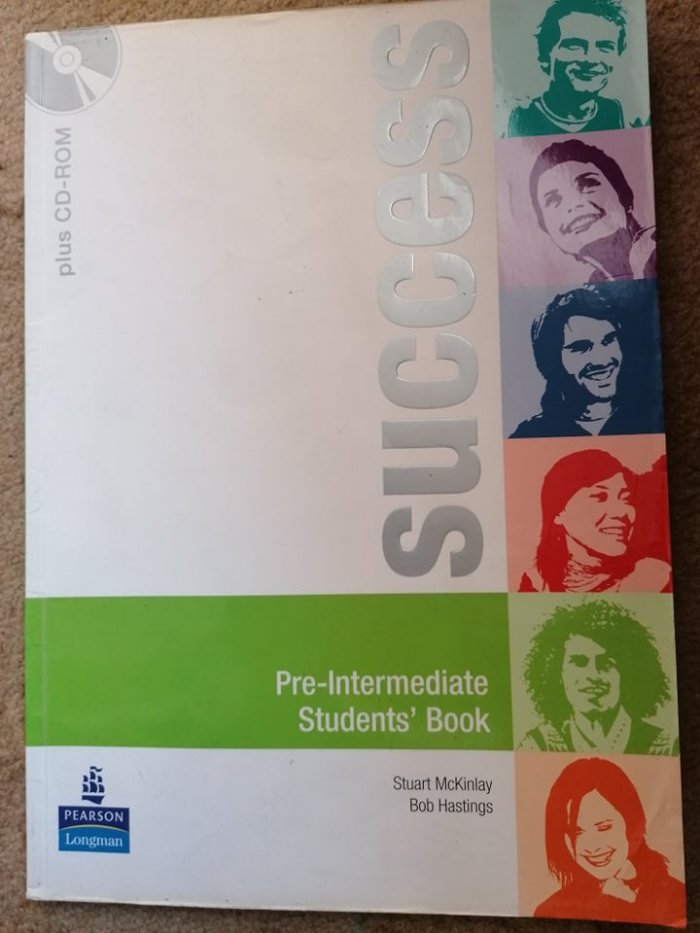 plus CD-ROM
success
Pre-Intermediate
Students' Book
Stuart McKinlay
Bob Hastings
PEARSON
Longman